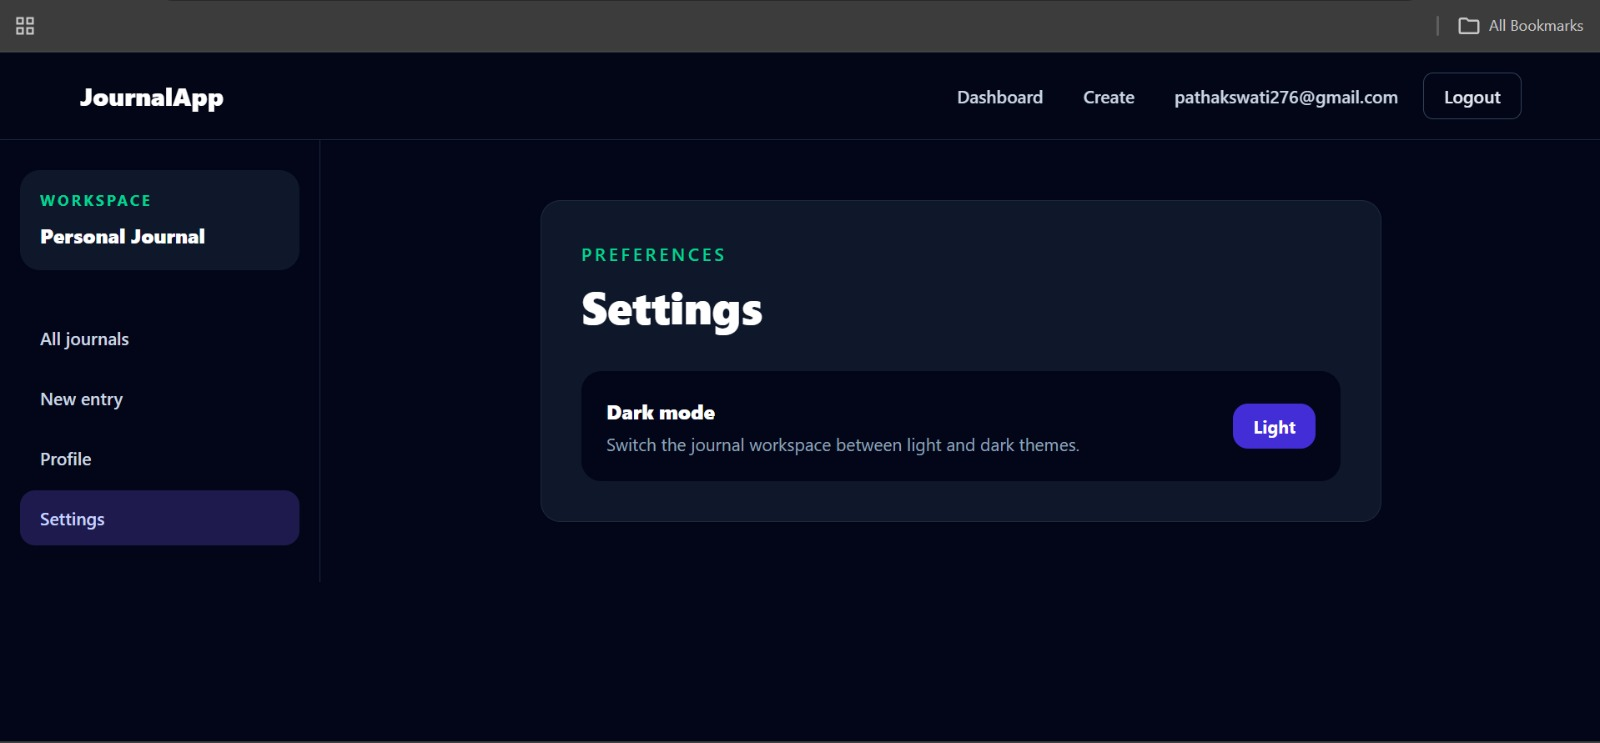 All Bookmarks
JournalApp
Dashboard
Create
pathakswati276@gmail.com
Logout
WORKSPACE
Personal Journal
All journals
New entry
Profile
Settings
PREFERENCES
Settings
Dark mode
Switch the journal workspace between light and dark themes.
Light